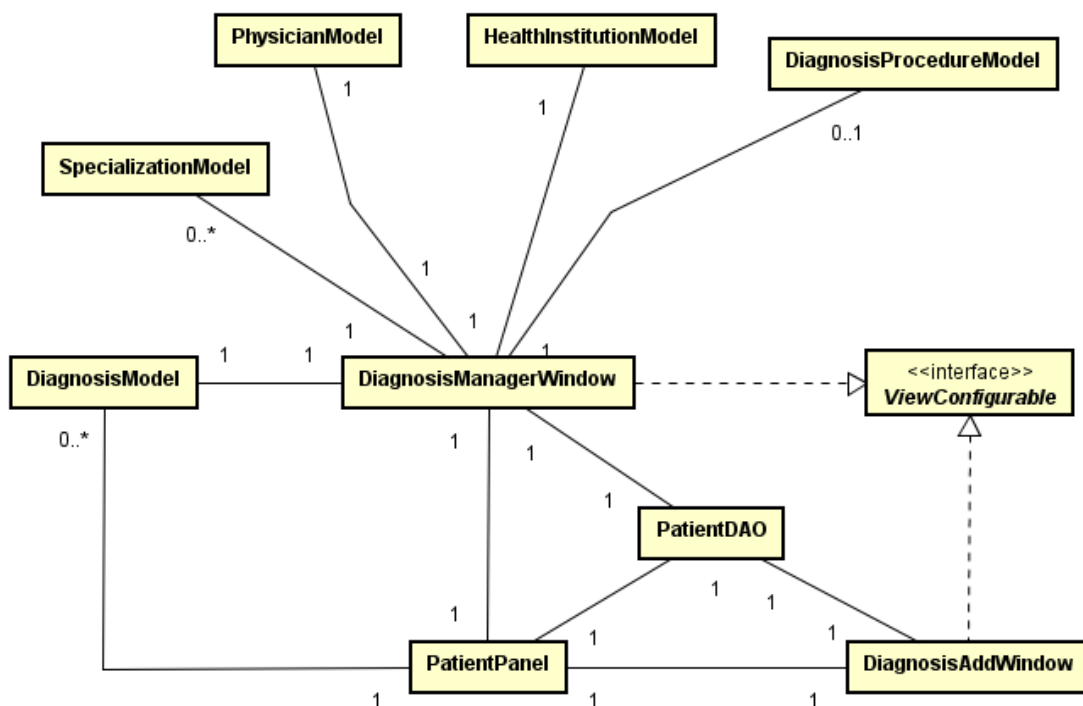 PhysicianModel
HealthInstitutionModel
DiagnosisProcedureModel
1
1
0..1
SpecializationModel
0..*
1
1
1
1
1
1
DiagnosisModel
DiagnosisManagerWindow
<<interface>>
ViewConfigurable
0..*
1
1
1
PatientDAO
1
1
1
1
1
PatientPanel
DiagnosisAddWindow
1
1
1